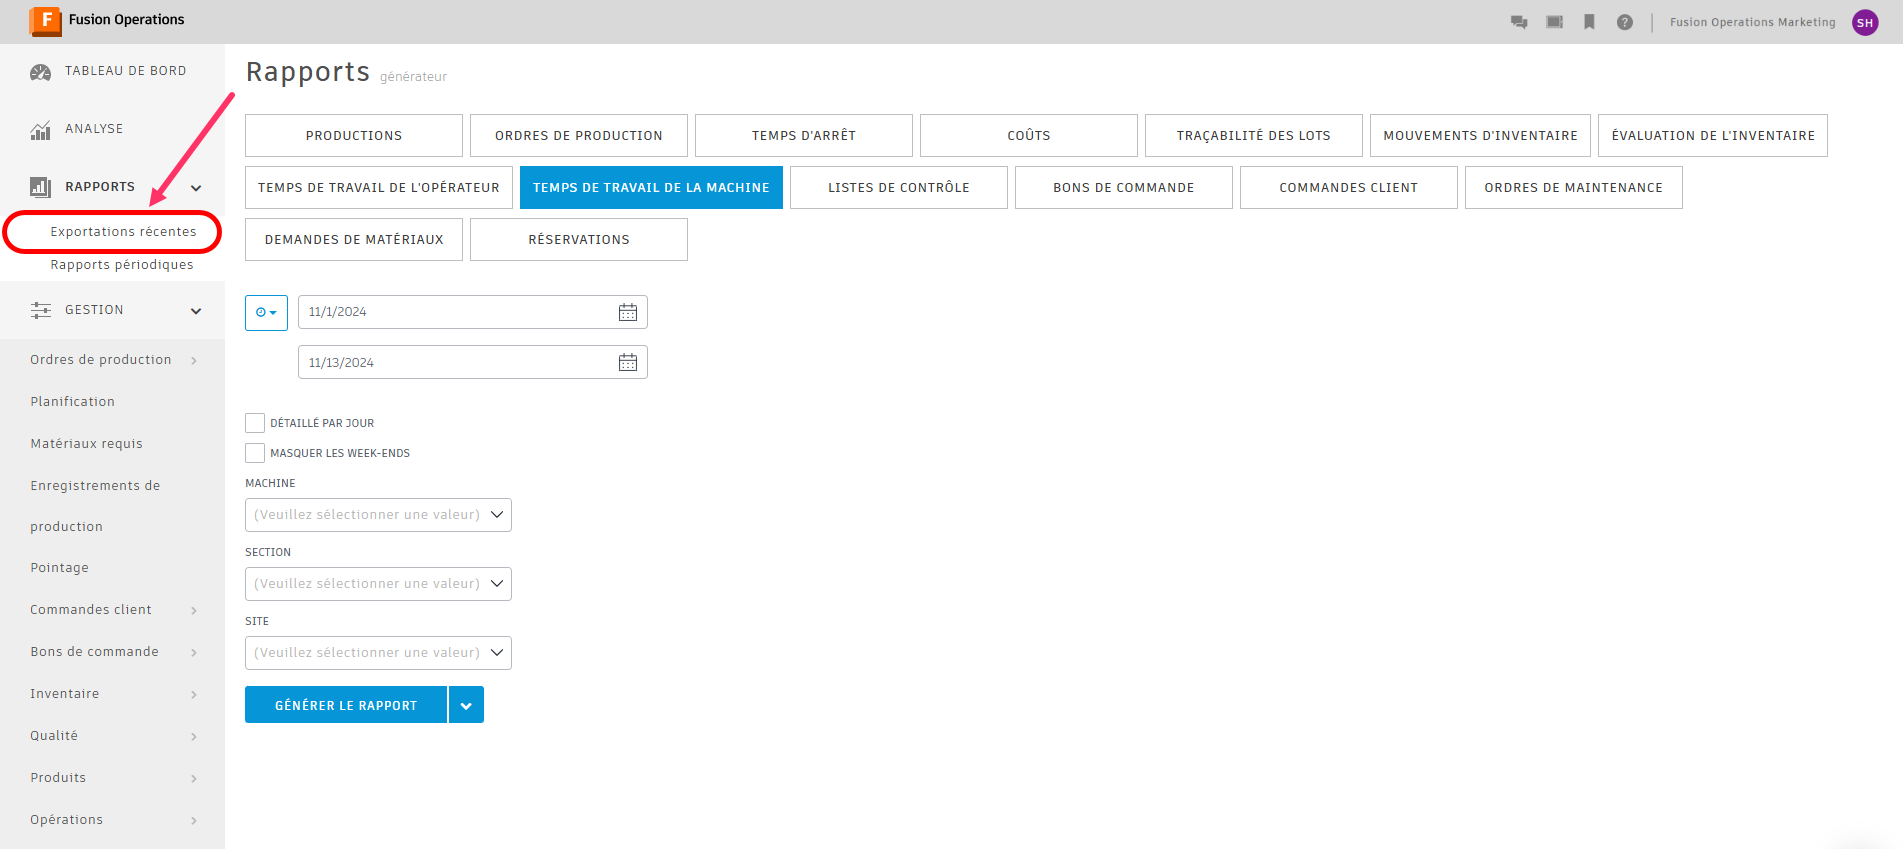 F Fusion Operations
? Fusion Operations Marketing SH
TABLEAU DE BORD
ANALYSE
RAPPORTS
Exportations récentes
Rapports périodiques
GESTION
Ordres de production
Planification
Matériaux requis
Enregistrements de
production
Pointage
Commandes client
Bons de commande
Inventaire
Qualité
Produits
Opérations
Rapports générateur
PRODUCTIONS ORDRES DE PRODUCTION TEMPS D'ARRÊT COÛTS TRAÇABILITÉ DES LOTS MOUVEMENTS D'INVENTAIRE ÉVALUATION DE L'INVENTAIRE
TEMPS DE TRAVAIL DE L'OPÉRATEUR TEMPS DE TRAVAIL DE LA MACHINE LISTES DE CONTRÔLE BONS DE COMMANDE COMMANDES CLIENT ORDRES DE MAINTENANCE
DEMANDES DE MATÉRIAUX RÉSERVATIONS
11/1/2024
11/13/2024
DÉTAILLÉ PAR JOUR
MASQUER LES WEEK-ENDS
MACHINE
(Veuillez sélectionner une valeur)
SECTION
(Veuillez sélectionner une valeur)
SITE
(Veuillez sélectionner une valeur)
GÉNÉRER LE RAPPORT